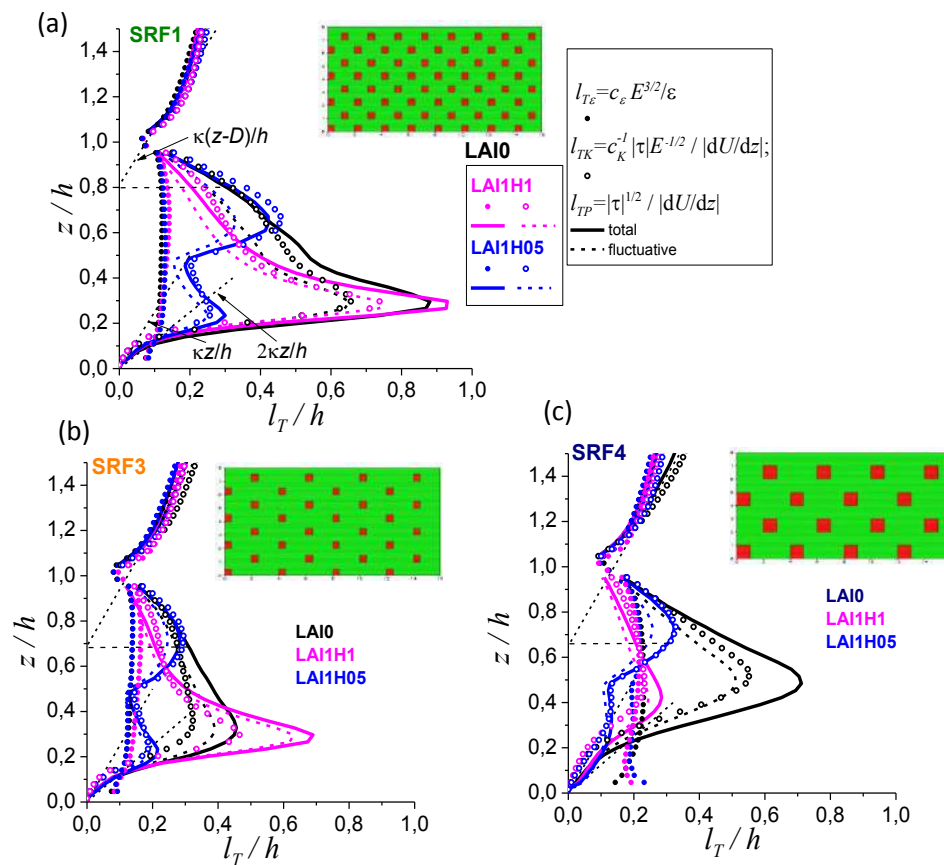 (a)
SRF1
1,4
1,2
1,0
0,8
0,6
0,4
0,2
0,0
z / h
κ(z-D)/h
κz/h
2κz/h
0,0 0,2 0,4 0,6 0,8 1,0
l_T / h
LAI0
LAI1H1
LAI1H05
l_Tε=c_ε E^3/2/ε
l_TK=c_K^-1 |τ|E^-1/2 / |dU/dz|;
l_TP=|τ|^1/2 / |dU/dz|
total
fluctuative
(b)
SRF3
1,4
1,2
1,0
0,8
0,6
0,4
0,2
0,0
z / h
LAI0
LAI1H1
LAI1H05
0,0 0,2 0,4 0,6 0,8 1,0
l_T / h
(c)
SRF4
1,4
1,2
1,0
0,8
0,6
0,4
0,2
0,0
z / h
LAI0
LAI1H1
LAI1H05
0,0 0,2 0,4 0,6 0,8 1,0
l_T / h